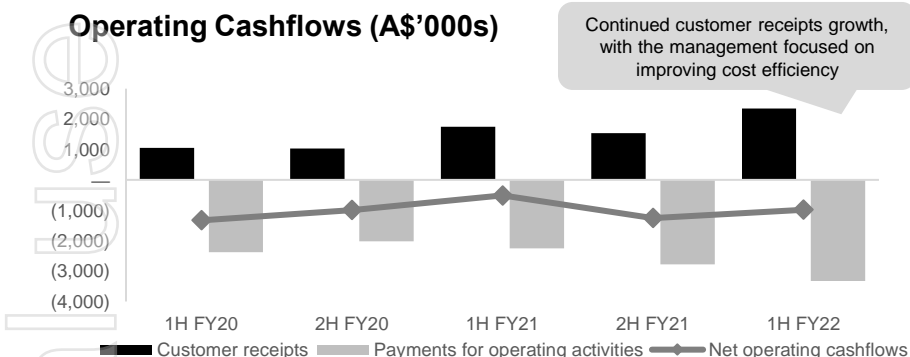 Operating Cashflows (A$'000s)
Continued customer receipts growth,
with the management focused on
improving cost efficiency
3,000
2,000
1,000
—
(1,000)
(2,000)
(3,000)
(4,000)
1H FY20 2H FY20 1H FY21 2H FY21 1H FY22
Customer receipts Payments for operating activities Net operating cashflows